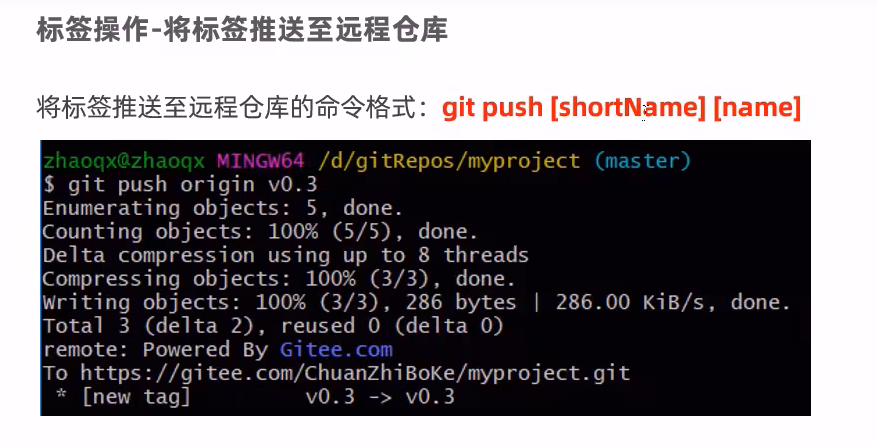 标签操作-将标签推送至远程仓库
将标签推送至远程仓库的命令格式：git push [shortName] [name]
zhaoqx@zhaoqx MINGW64 /d/gitRepos/myproject (master)
$ git push origin v0.3
Enumerating objects: 5, done.
Counting objects: 100% (5/5), done.
Delta compression using up to 8 threads
Compressing objects: 100% (3/3), done.
Writing objects: 100% (3/3), 286 bytes | 286.00 KiB/s, done.
Total 3 (delta 2), reused 0 (delta 0)
remote: Powered By Gitee.com
To https://gitee.com/ChuanZhiBoKe/myproject.git
 * [new tag]         v0.3 -> v0.3